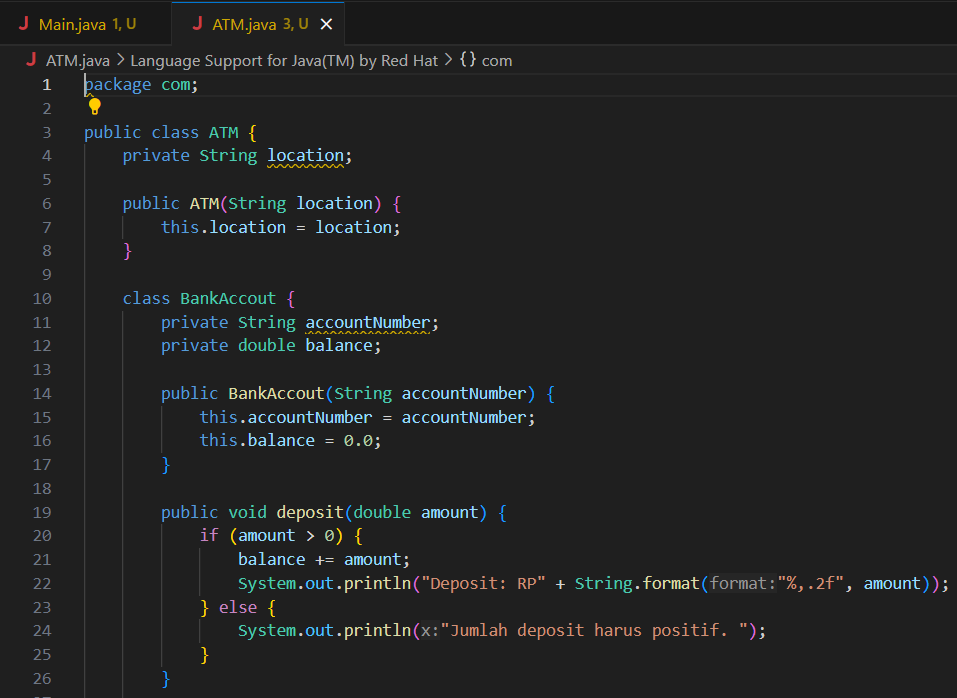 J Main.java 1, U J ATM.java 3, U ×
J ATM.java > Language Support for Java(TM) by Red Hat > {} com
1 package com;
2
3 public class ATM {
4     private String location;
5
6     public ATM(String location) {
7         this.location = location;
8     }
9
10     class BankAccout {
11         private String accountNumber;
12         private double balance;
13
14         public BankAccout(String accountNumber) {
15             this.accountNumber = accountNumber;
16             this.balance = 0.0;
17         }
18
19         public void deposit(double amount) {
20             if (amount > 0) {
21                 balance += amount;
22                 System.out.println("Deposit: RP" + String.format(format:"%,.2f", amount));
23             } else {
24                 System.out.println(x:"Jumlah deposit harus positif. ");
25             }
26         }